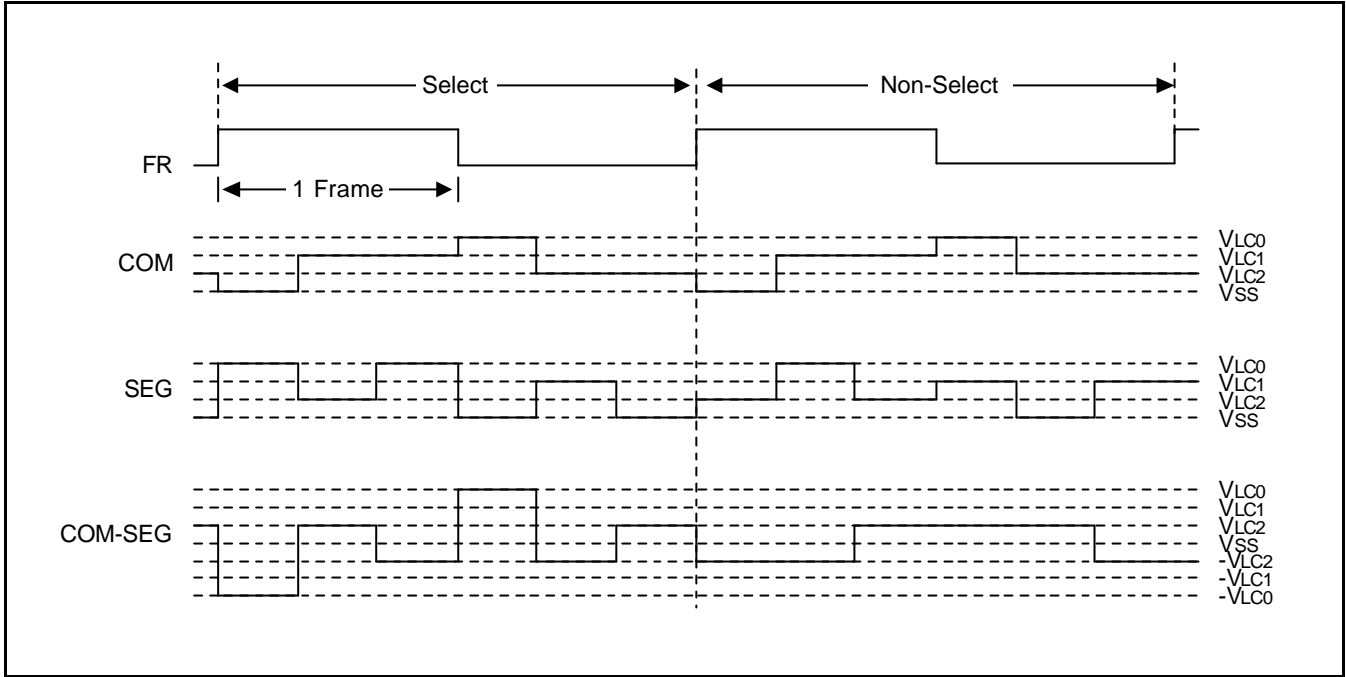 Select
Non-Select
FR
1 Frame
COM
VLC0
VLC1
VLC2
VSS
SEG
VLC0
VLC1
VLC2
VSS
COM-SEG
VLC0
VLC1
VLC2
VSS
-VLC2
-VLC1
-VLC0